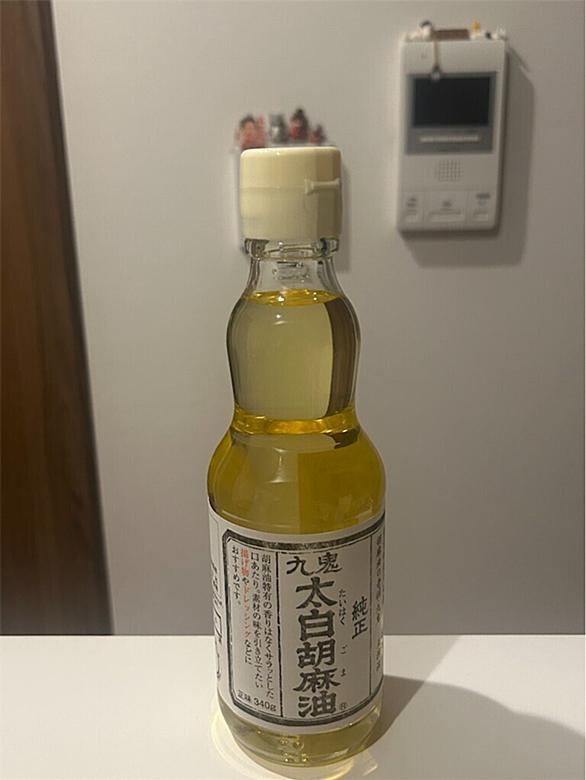 九鬼
純正
太白胡麻油
たいはく ごま
胡麻油特有の香りはなくサラッとした
口あたり。素材の味を引き立てたい
揚げ物やドレッシングなどに
おすすめです。
正味 340g